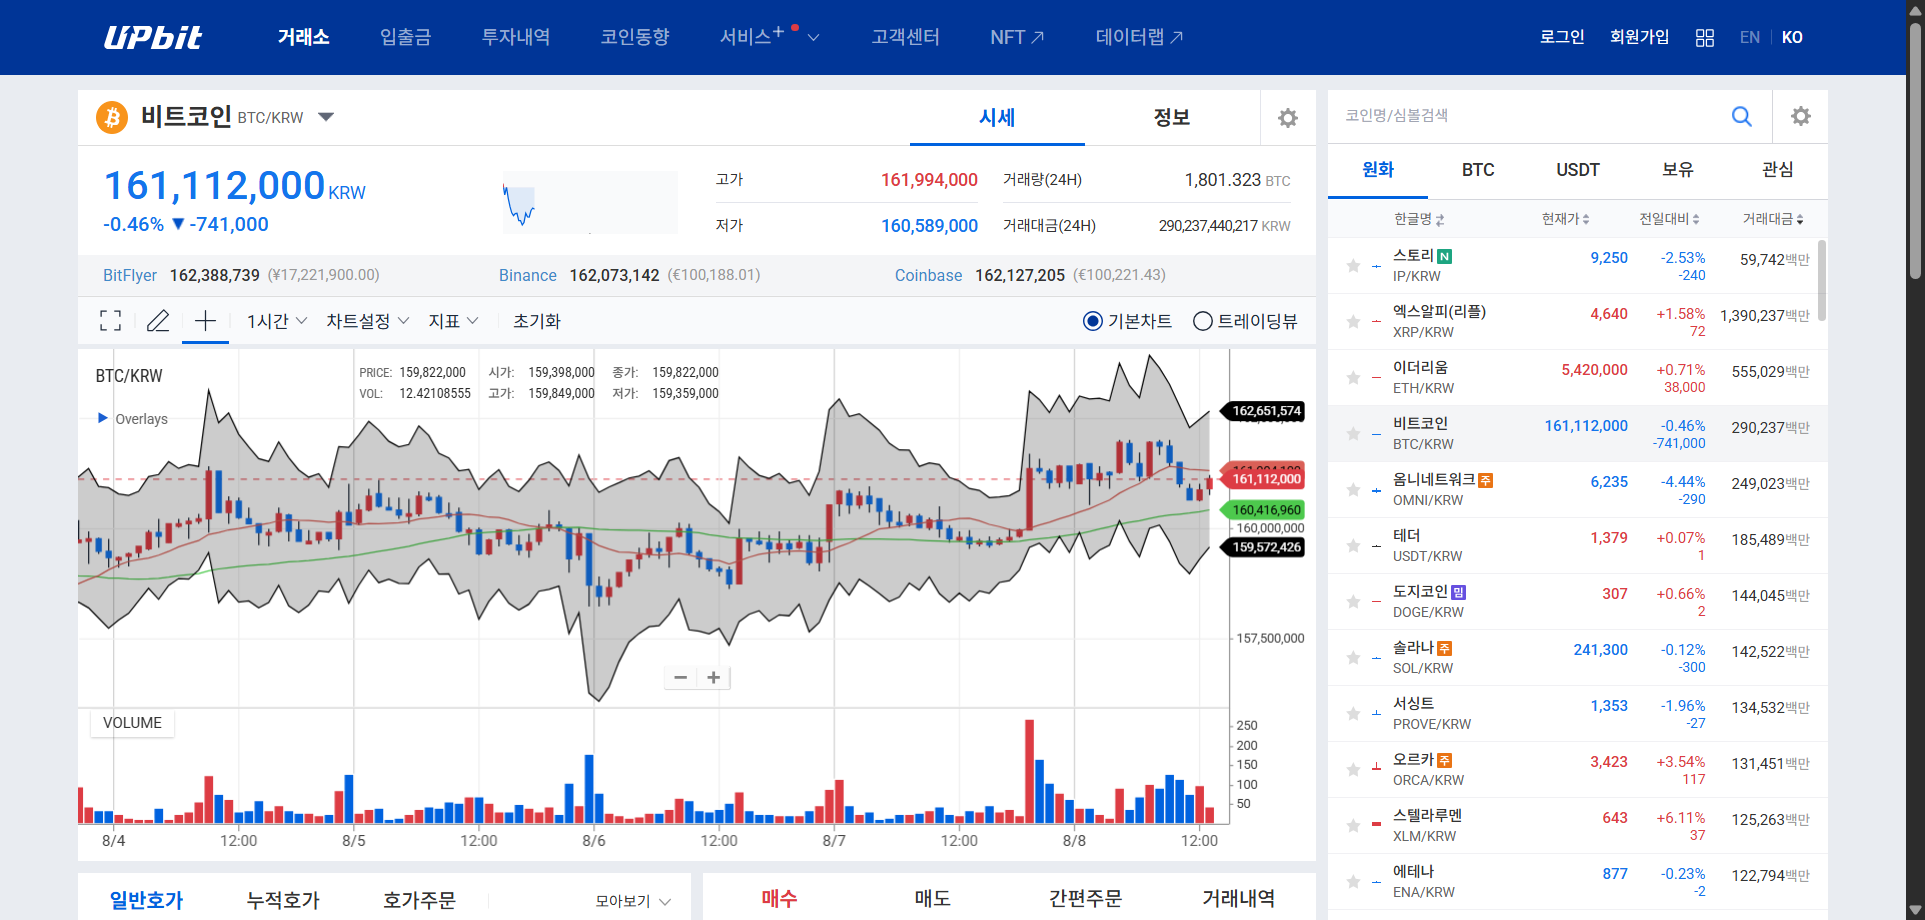 UPbit
거래소 입출금 투자내역 코인동향 서비스+ 고객센터 NFT 데이터랩 로그인 회원가입 EN KO
비트코인 BTC/KRW 시세 정보
161,112,000 KRW
-0.46% ▼ -741,000
고가 161,994,000 거래량(24H) 1,801.323 BTC
저가 160,589,000 거래대금(24H) 290,237,440,217 KRW
BitFlyer 162,388,739 (¥17,221,900.00) Binance 162,073,142 (€100,188.01) Coinbase 162,127,205 (€100,221.43)
1시간 차트설정 지표 초기화 기본차트 트레이딩뷰
BTC/KRW
PRICE: 159,822,000 시가: 159,398,000 종가: 159,822,000
VOL: 12.42108555 고가: 159,849,000 저가: 159,359,000
Overlays
162,651,574
161,112,000
160,416,960
160,000,000
159,572,426
157,500,000
VOLUME
250
200
150
100
50
8/4 12:00 8/5 12:00 8/6 12:00 8/7 12:00 8/8 12:00
일반호가 누적호가 호가주문 모아보기
매수 매도 간편주문 거래내역
코인명/심볼검색
원화 BTC USDT 보유 관심
한글명 현재가 전일대비 거래대금
스토리 N 9,250 -2.53% 59,742백만
IP/KRW -240
엑스알피(리플) 4,640 +1.58% 1,390,237백만
XRP/KRW 72
이더리움 5,420,000 +0.71% 555,029백만
ETH/KRW 38,000
비트코인 161,112,000 -0.46% 290,237백만
BTC/KRW -741,000
옴니네트워크 주 6,235 -4.44% 249,023백만
OMNI/KRW -290
테더 1,379 +0.07% 185,489백만
USDT/KRW 1
도지코인 밈 307 +0.66% 144,045백만
DOGE/KRW 2
솔라나 주 241,300 -0.12% 142,522백만
SOL/KRW -300
서싱트 1,353 -1.96% 134,532백만
PROVE/KRW -27
오르카 주 3,423 +3.54% 131,451백만
ORCA/KRW 117
스텔라루멘 643 +6.11% 125,263백만
XLM/KRW 37
에테나 877 -0.23% 122,794백만
ENA/KRW -2